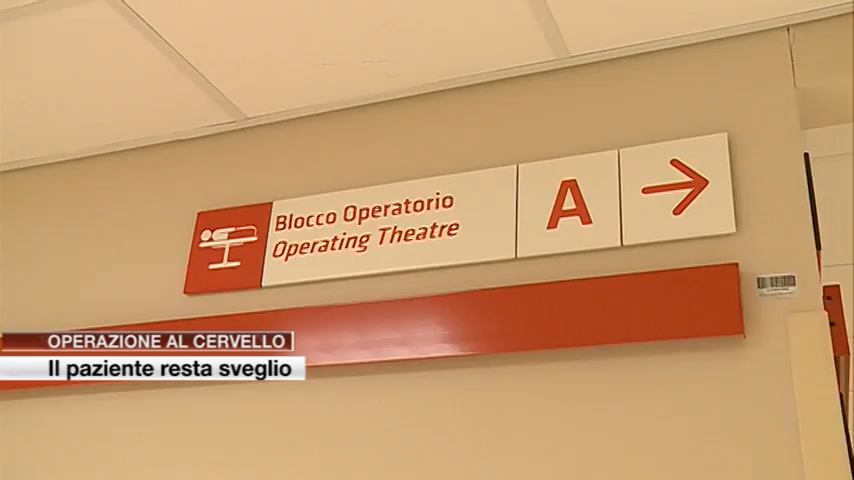 Blocco Operatorio
Operating Theatre
A
OPERAZIONE AL CERVELLO
Il paziente resta sveglio